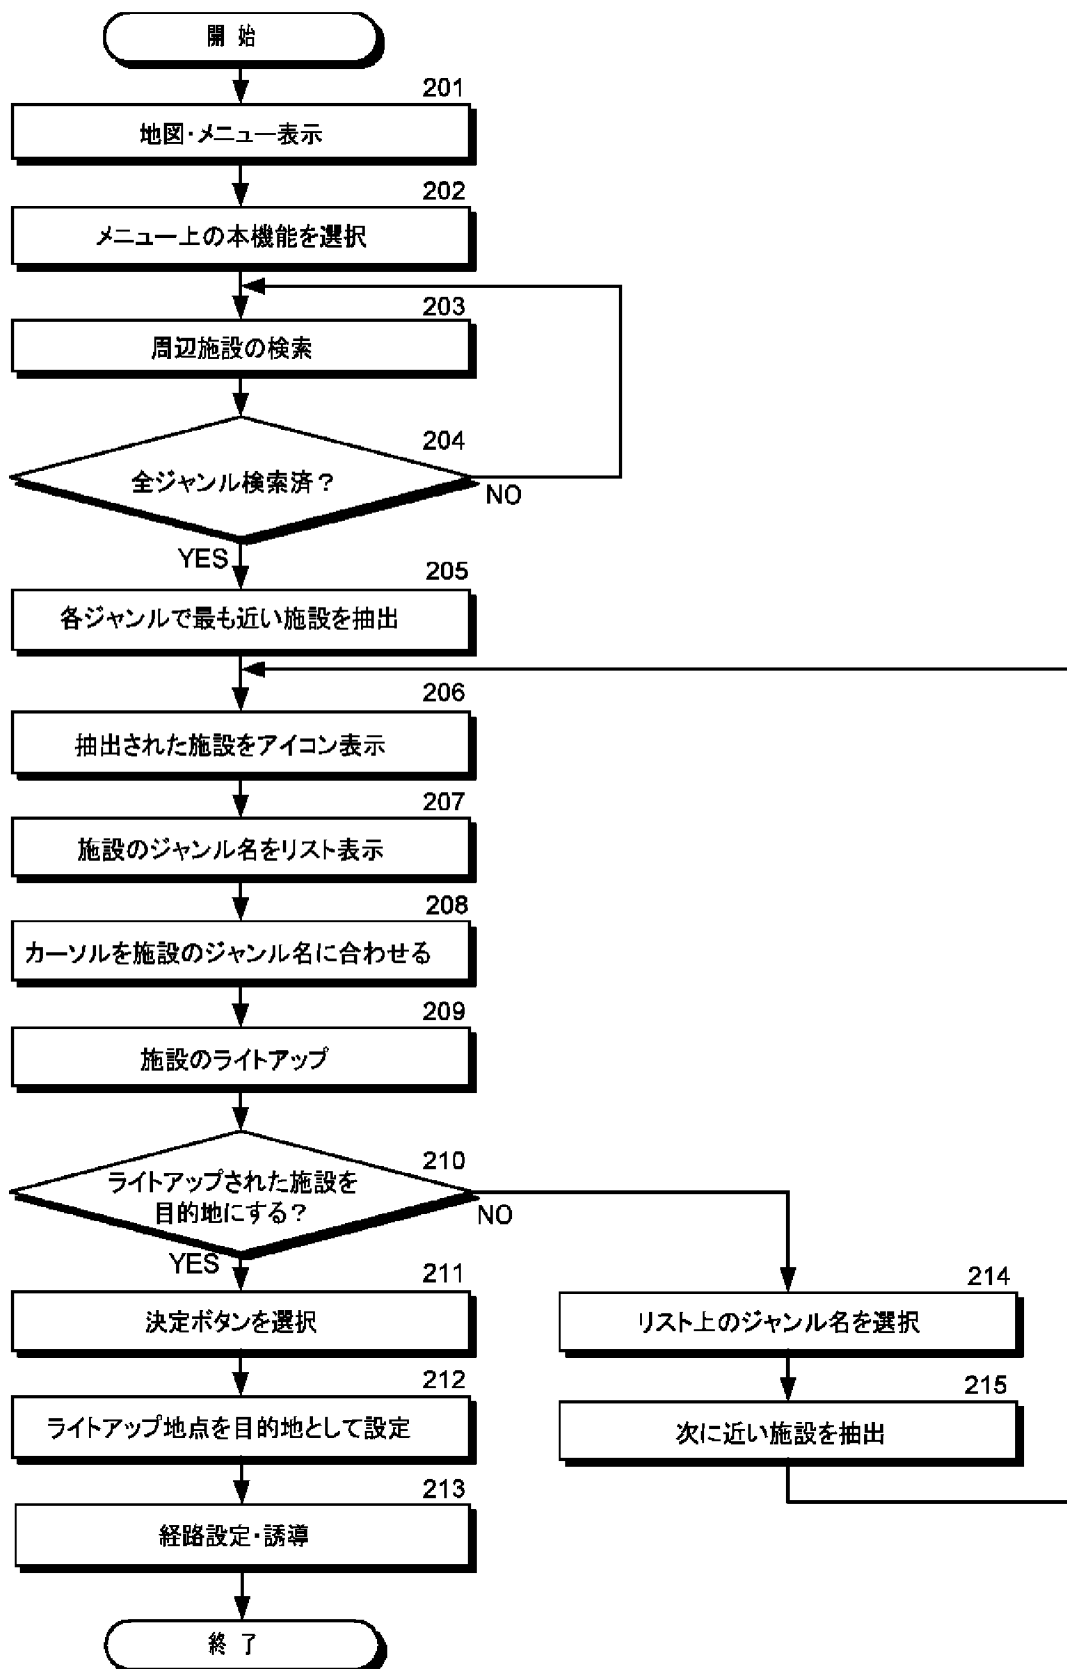 開 始
201
地図・メニュー表示
202
メニュー上の本機能を選択
203
周辺施設の検索
204
全ジャンル検索済?
NO
YES
205
各ジャンルで最も近い施設を抽出
206
抽出された施設をアイコン表示
207
施設のジャンル名をリスト表示
208
カーソルを施設のジャンル名に合わせる
209
施設のライトアップ
210
ライトアップされた施設を
目的地にする?
NO
YES
211
決定ボタンを選択
212
ライトアップ地点を目的地として設定
213
経路設定・誘導
終 了
214
リスト上のジャンル名を選択
215
次に近い施設を抽出